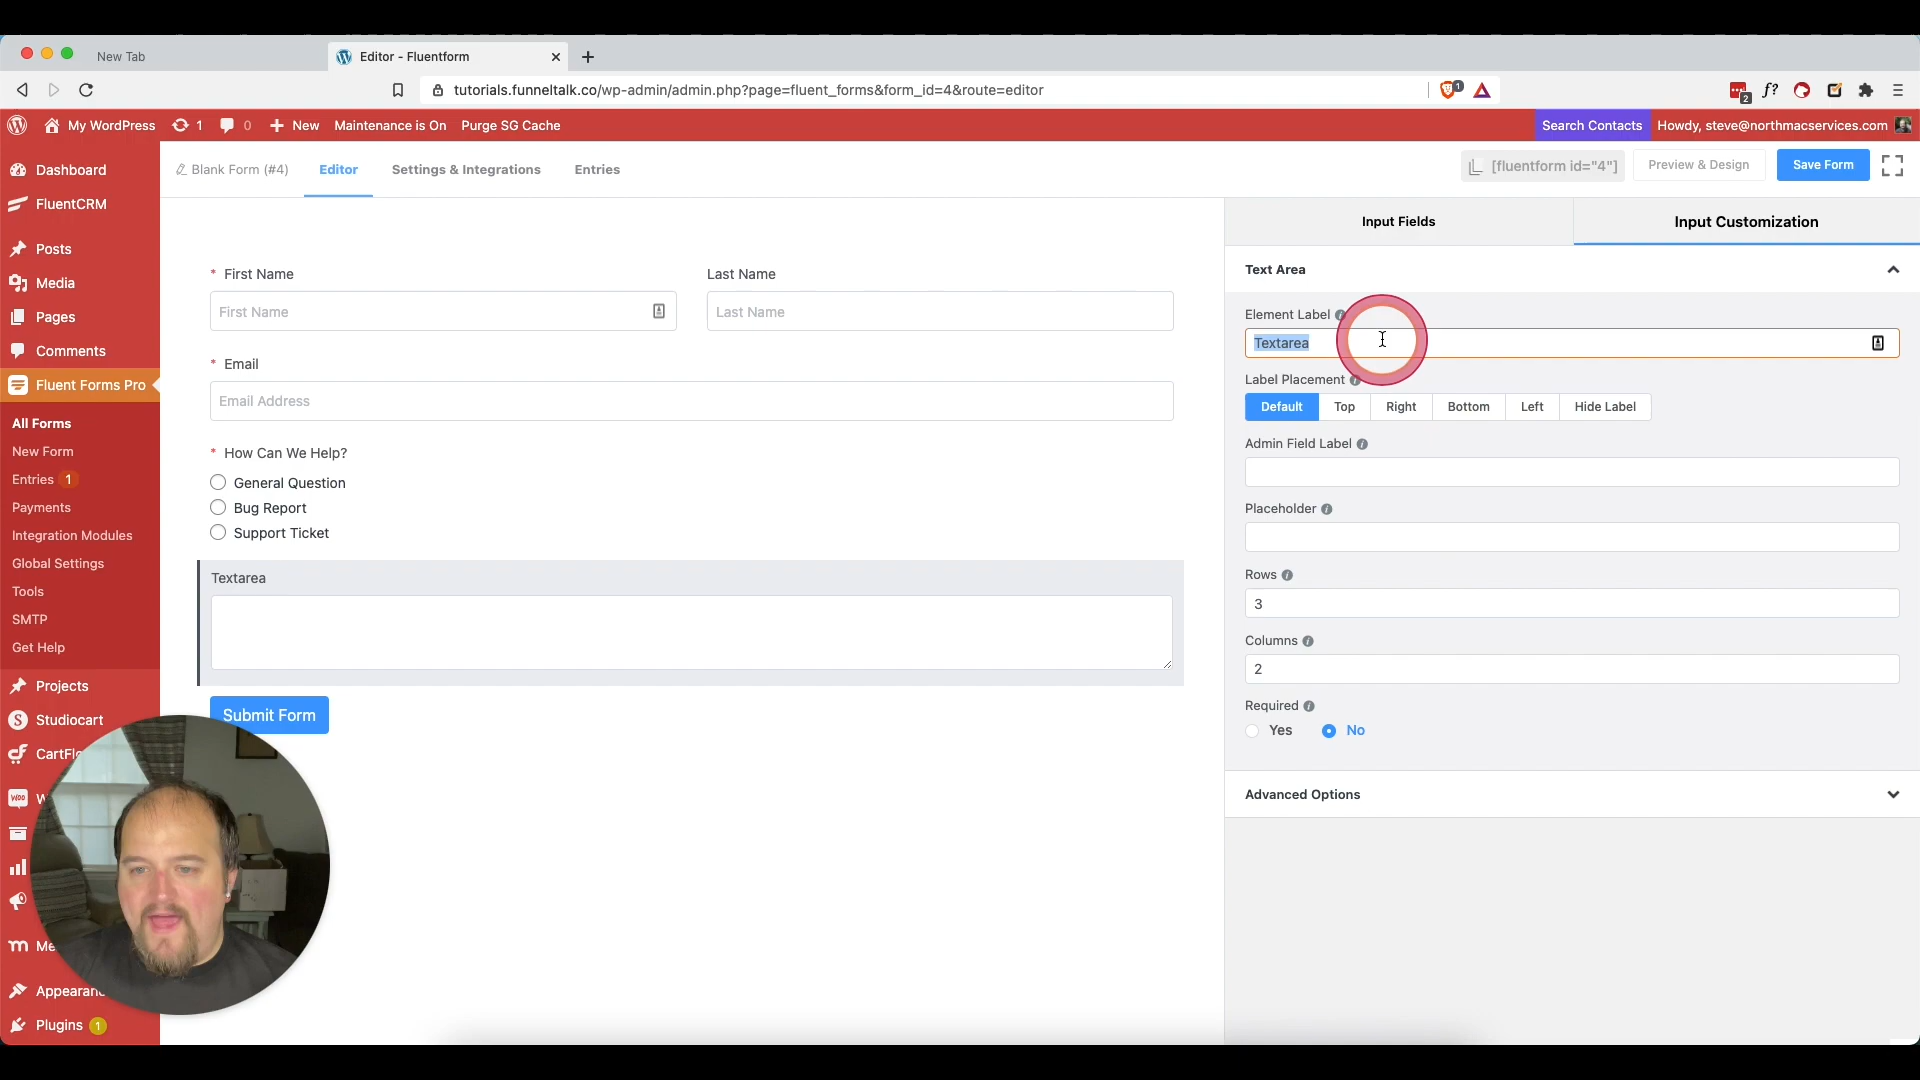 New Tab
Editor - Fluentform
tutorials.funneltalk.co/wp-admin/admin.php?page=fluent_forms&form_id=4&route=editor
1
2
f?
My WordPress
1
0
New
Maintenance is On
Purge SG Cache
Search Contacts
Howdy, steve@northmacservices.com
Dashboard
FluentCRM
Posts
Media
Pages
Comments
Fluent Forms Pro
All Forms
New Form
Entries 1
Payments
Integration Modules
Global Settings
Tools
SMTP
Get Help
Projects
Studiocart
CartFlo
Woo W
Me
Appearan
Plugins 1
Blank Form (#4)
Editor
Settings & Integrations
Entries
[fluentform id="4"]
Preview & Design
Save Form
* First Name
Last Name
First Name
Last Name
* Email
Email Address
* How Can We Help?
General Question
Bug Report
Support Ticket
Textarea
Submit Form
Input Fields
Input Customization
Text Area
Element Label
Textarea
Label Placement
Default
Top
Right
Bottom
Left
Hide Label
Admin Field Label
Placeholder
Rows
3
Columns
2
Required
Yes
No
Advanced Options